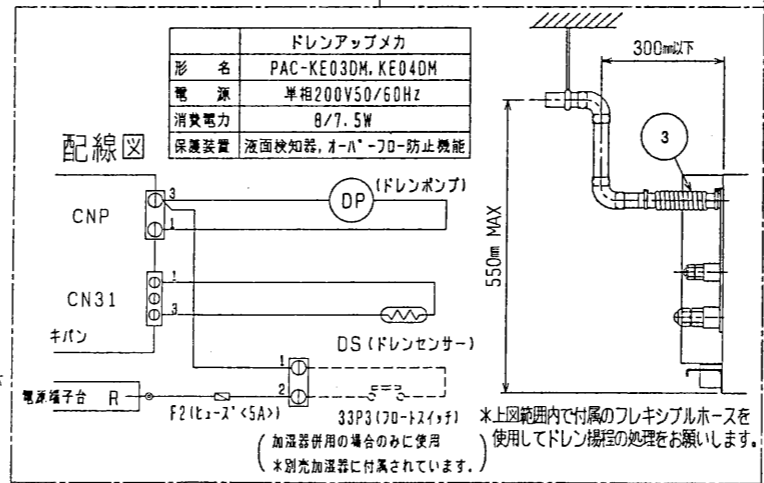 ドレンアップメカ
形 名 PAC-KE03DM, KE04DM
電 源 単相200V50/60Hz
消費電力 8/7.5W
保護装置 液面検知器, オーバーフロー防止機能
配線図
CNP
3
1
DP
(ドレンポンプ)
CN31
1
3
DS (ドレンセンサー)
キバン
1
2
電源端子台 R
F2(ヒューズ<5A>)
33P3(フロートスイッチ)
(加湿器併用の場合のみに使用
*別売加湿器に付属されています。)
300mm以下
3
550mm MAX
*上図範囲内で付属のフレキシブルホースを
使用してドレン揚程の処理をお願いします。